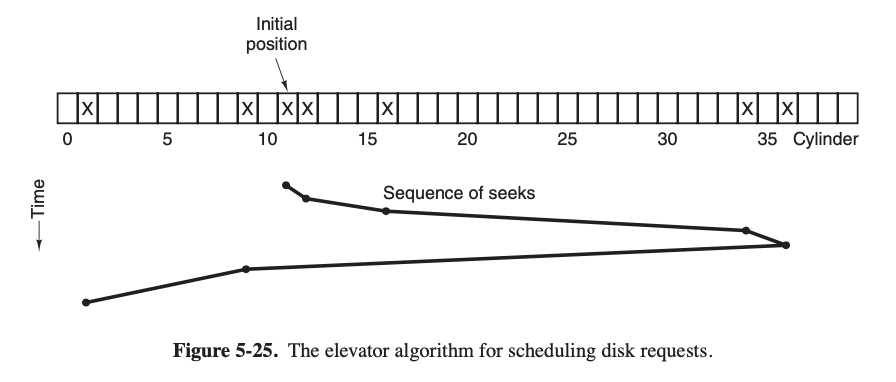 Initial
position
X X X X X X X
0 5 10 15 20 25 30 35 Cylinder
Sequence of seeks
Time
Figure 5-25. The elevator algorithm for scheduling disk requests.